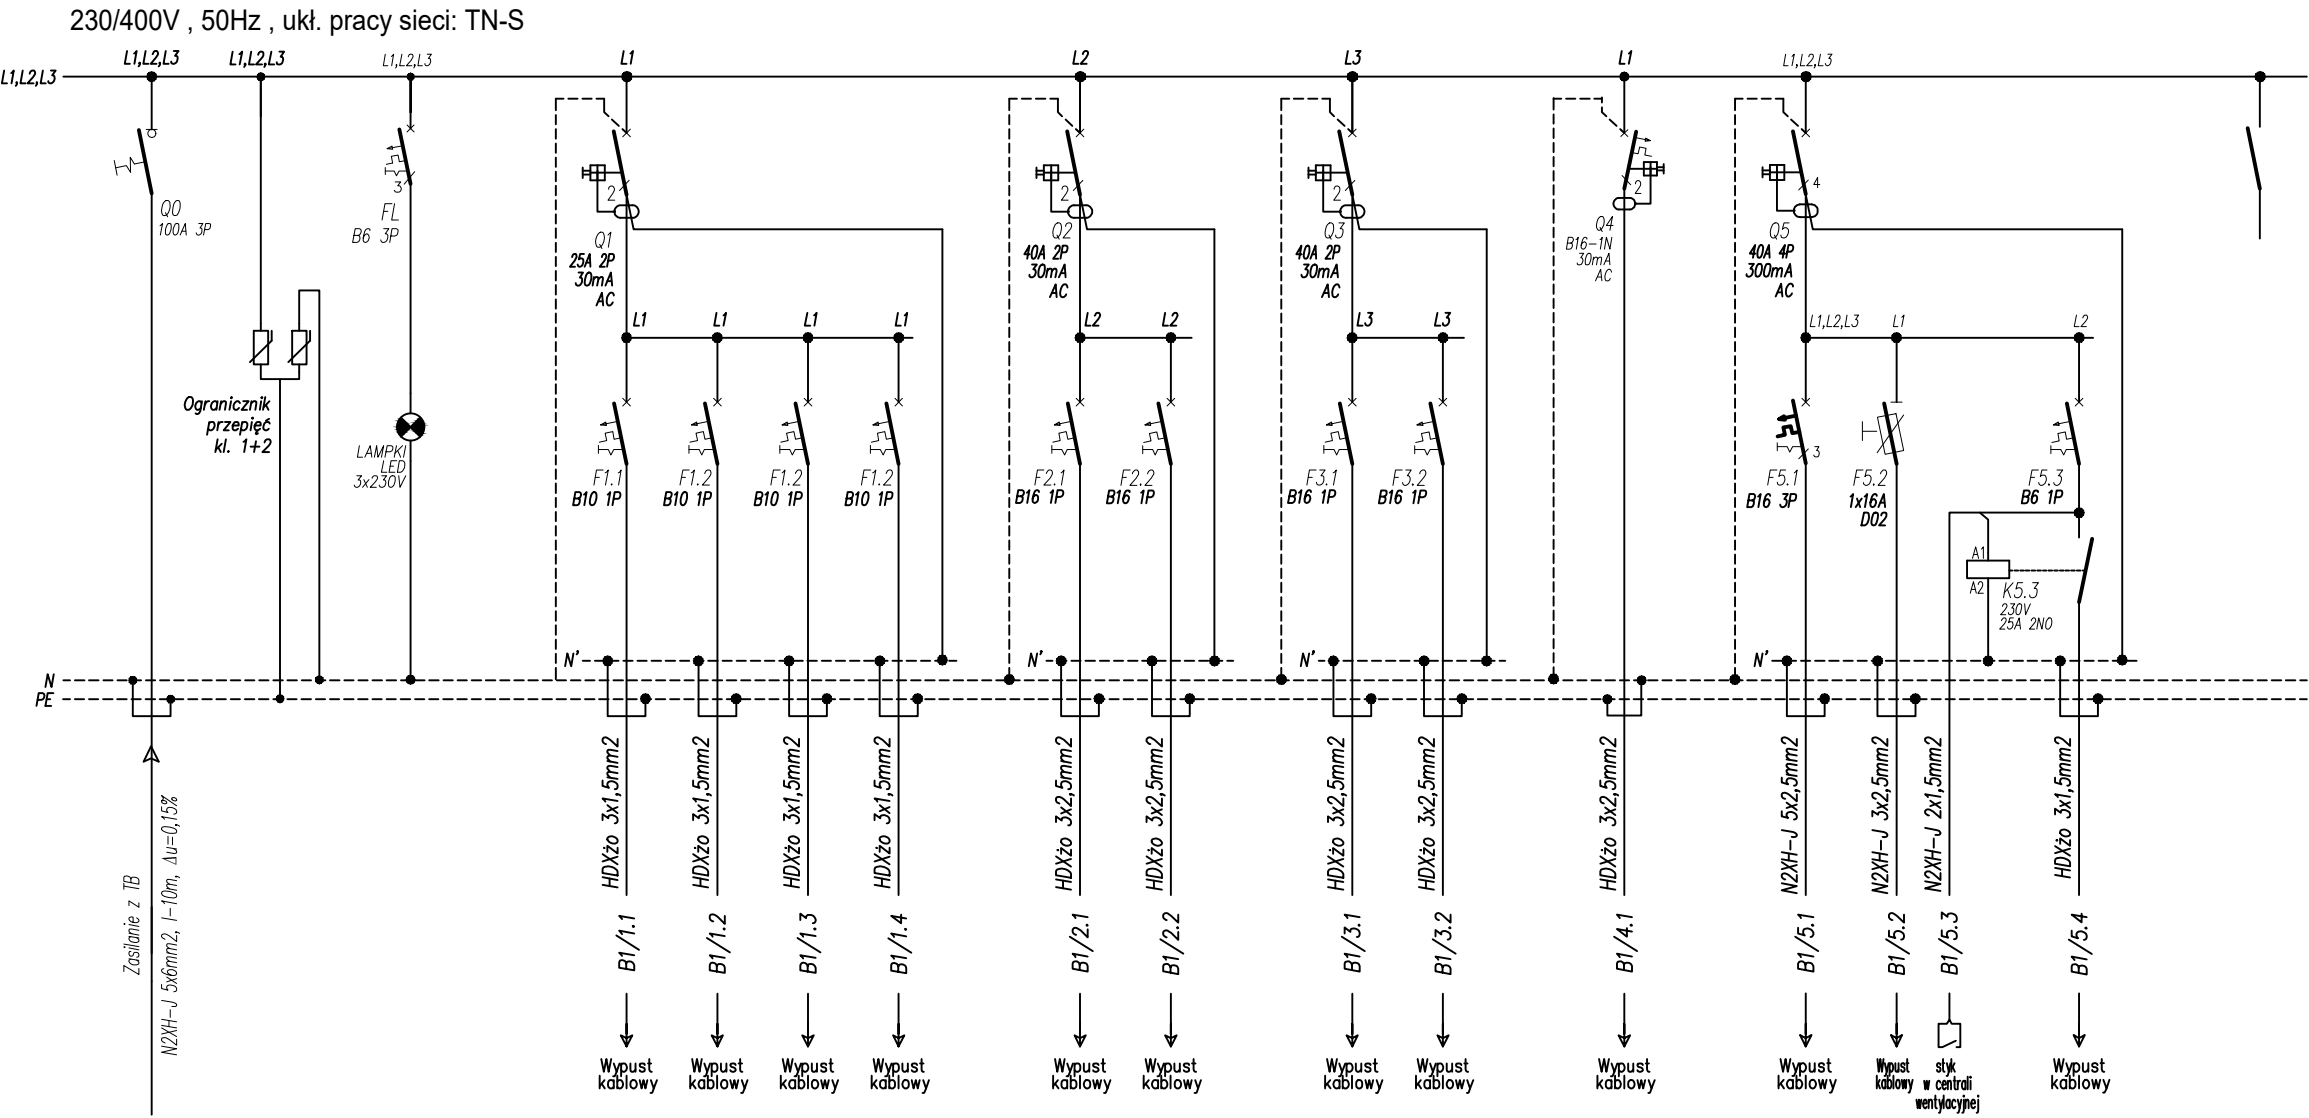 230/400V , 50Hz , ukł. pracy sieci: TN-S
L1,L2,L3
L1,L2,L3
L1,L2,L3
L1,L2,L3
L1
L2
L3
L1
L1,L2,L3
Q0
100A 3P
3
FL
B6 3P
2
Q1
25A 2P
30mA
AC
2
Q2
40A 2P
30mA
AC
2
Q3
40A 2P
30mA
AC
2
Q4
B16-1N
30mA
AC
4
Q5
40A 4P
300mA
AC
L1
L1
L1
L1
L2
L2
L3
L3
L1,L2,L3
L1
L2
Ogranicznik
przepięć
kl. 1+2
LAMPKI
LED
3x230V
F1.1
B10 1P
F1.2
B10 1P
F1.2
B10 1P
F1.2
B10 1P
F2.1
B16 1P
F2.2
B16 1P
F3.1
B16 1P
F3.2
B16 1P
3
F5.1
B16 3P
F5.2
1x16A
D02
F5.3
B6 1P
A1
A2
K5.3
230V
25A 2NO
N'
N'
N'
N'
N
PE
Zasilanie z TB
N2XH-J 5x6mm2, l-10m, Δu=0,15%
HDXżo 3x1,5mm2
HDXżo 3x1,5mm2
HDXżo 3x1,5mm2
HDXżo 3x1,5mm2
HDXżo 3x2,5mm2
HDXżo 3x2,5mm2
HDXżo 3x2,5mm2
HDXżo 3x2,5mm2
HDXżo 3x2,5mm2
N2XH-J 5x2,5mm2
N2XH-J 3x2,5mm2
N2XH-J 2x1,5mm2
HDXżo 3x1,5mm2
B1/1.1
B1/1.2
B1/1.3
B1/1.4
B1/2.1
B1/2.2
B1/3.1
B1/3.2
B1/4.1
B1/5.1
B1/5.2
B1/5.3
B1/5.4
Wypust
kablowy
Wypust
kablowy
Wypust
kablowy
Wypust
kablowy
Wypust
kablowy
Wypust
kablowy
Wypust
kablowy
Wypust
kablowy
Wypust
kablowy
Wypust
kablowy
Wypust
kablowy
styk
w centrali
wentylacyjnej
Wypust
kablowy